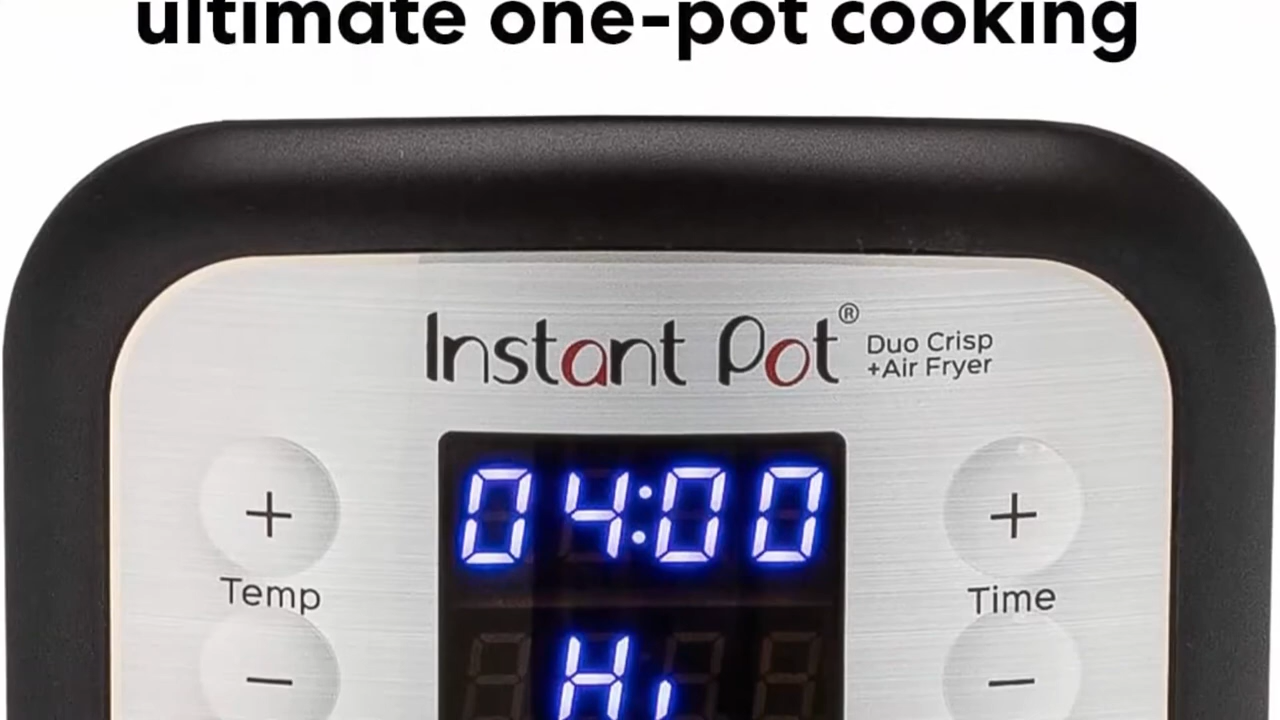 ultimate one-pot cooking
Instant Pot®
Duo Crisp
+Air Fryer
04:00
+
+
Temp
Time
Hi
−
−